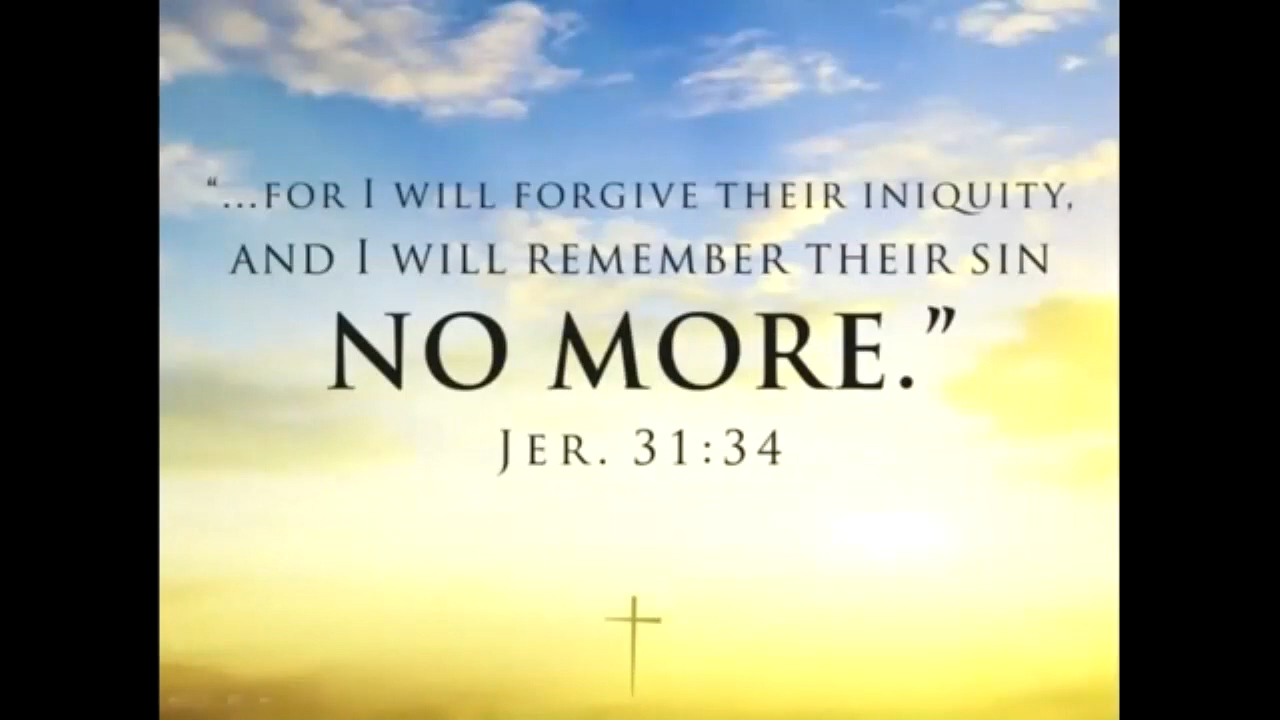 “...FOR I WILL FORGIVE THEIR INIQUITY,
AND I WILL REMEMBER THEIR SIN
NO MORE.”
JER. 31:34